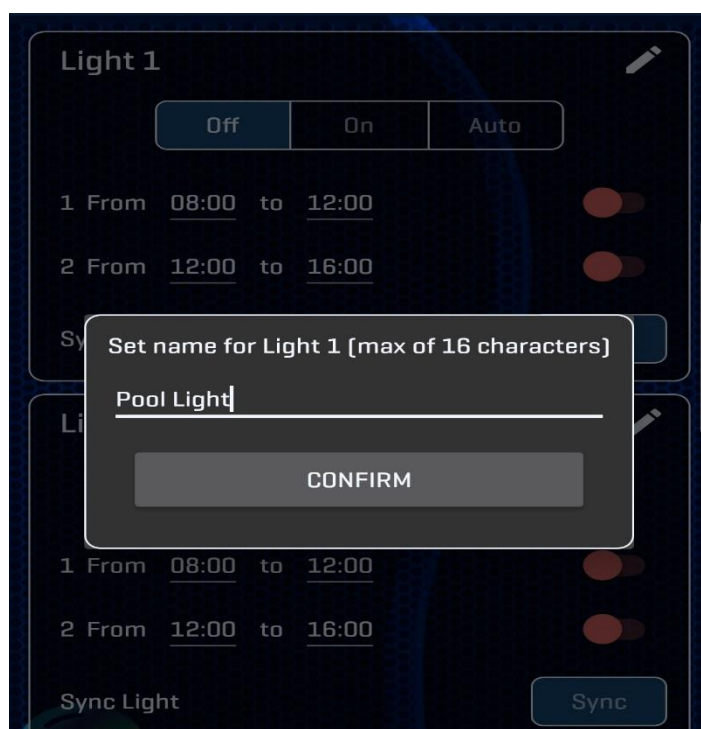 Light 1
Off On Auto
1 From 08:00 to 12:00
2 From 12:00 to 16:00
Sy
Set name for Light 1 (max of 16 characters)
Pool Light
Li
CONFIRM
1 From 08:00 to 12:00
2 From 12:00 to 16:00
Sync Light Sync